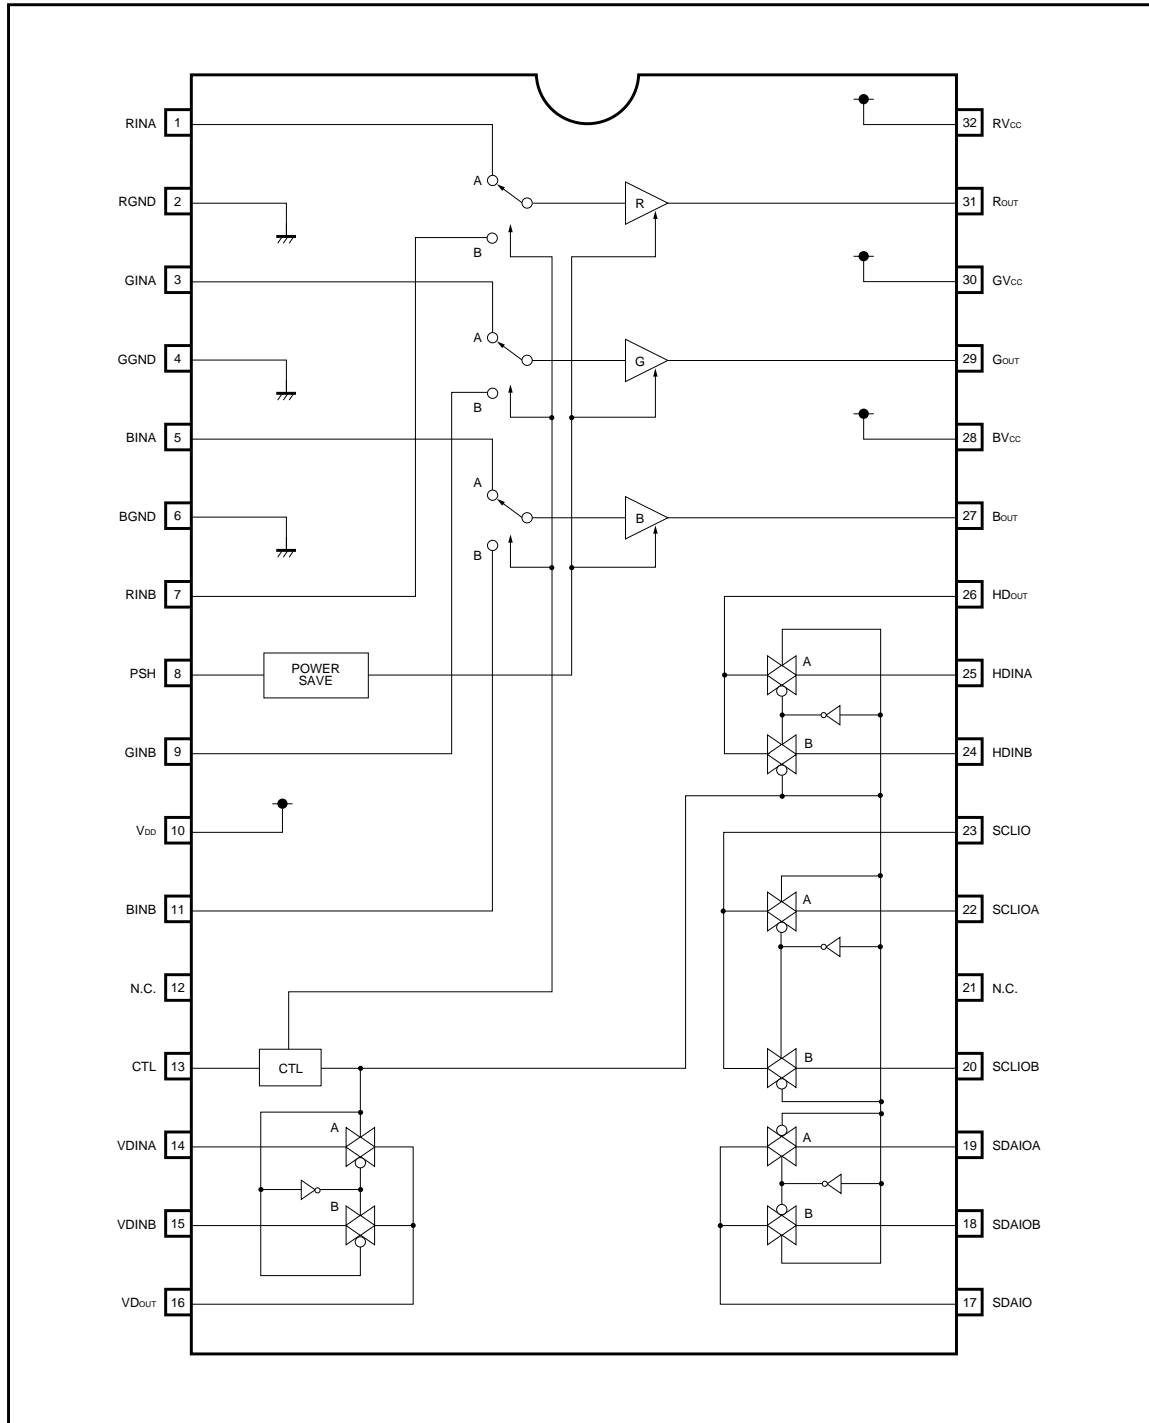 RINA 1
32 RVCC
A
RGND 2
R
31 ROUT
B
GINA 3
30 GVCC
A
GGND 4
G
29 GOUT
B
BINA 5
28 BVCC
A
BGND 6
B
27 BOUT
B
RINB 7
26 HDOUT
PSH 8
POWER
SAVE
A
25 HDINA
GINB 9
B
24 HDINB
VDD 10
23 SCLIO
BINB 11
A
22 SCLIOA
N.C. 12
21 N.C.
CTL 13
CTL
B
20 SCLIOB
VDINA 14
A
A
19 SDAIOA
VDINB 15
B
B
18 SDAIOB
VDOUT 16
17 SDAIO